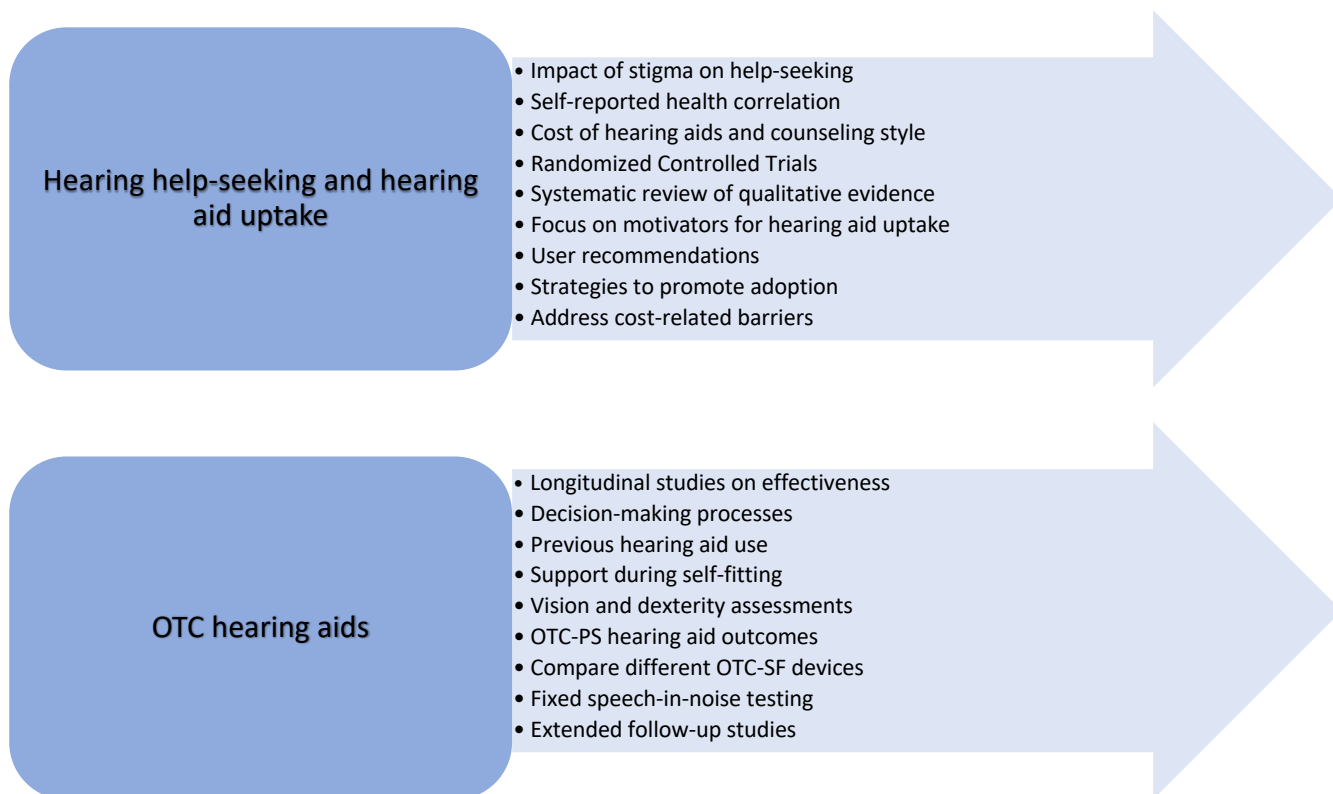 Hearing help-seeking and hearing
aid uptake
• Impact of stigma on help-seeking
• Self-reported health correlation
• Cost of hearing aids and counseling style
• Randomized Controlled Trials
• Systematic review of qualitative evidence
• Focus on motivators for hearing aid uptake
• User recommendations
• Strategies to promote adoption
• Address cost-related barriers
OTC hearing aids
• Longitudinal studies on effectiveness
• Decision-making processes
• Previous hearing aid use
• Support during self-fitting
• Vision and dexterity assessments
• OTC-PS hearing aid outcomes
• Compare different OTC-SF devices
• Fixed speech-in-noise testing
• Extended follow-up studies